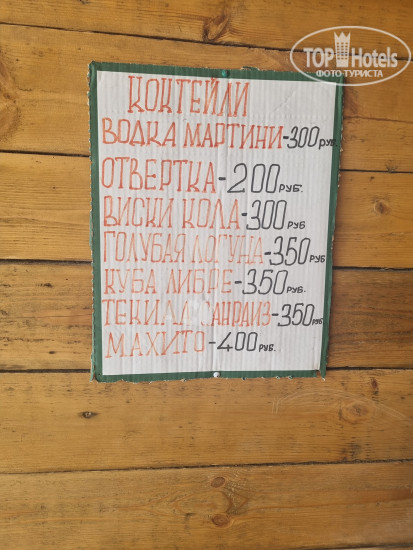 TOP Hotels
ФОТО-ТУРИСТА
КОКТЕЙЛИ
ВОДКА МАРТИНИ-300 РУБ.
ОТВЕРТКА-200 РУБ.
ВИСКИ КОЛА-300 РУБ
ГОЛУБАЯ ЛОГУНА-350 РУБ.
КУБА ЛИБРЕ-350 РУБ.
ТЕКИЛА САНРАИЗ-350 РУБ.
МАХИТО-400 РУБ.